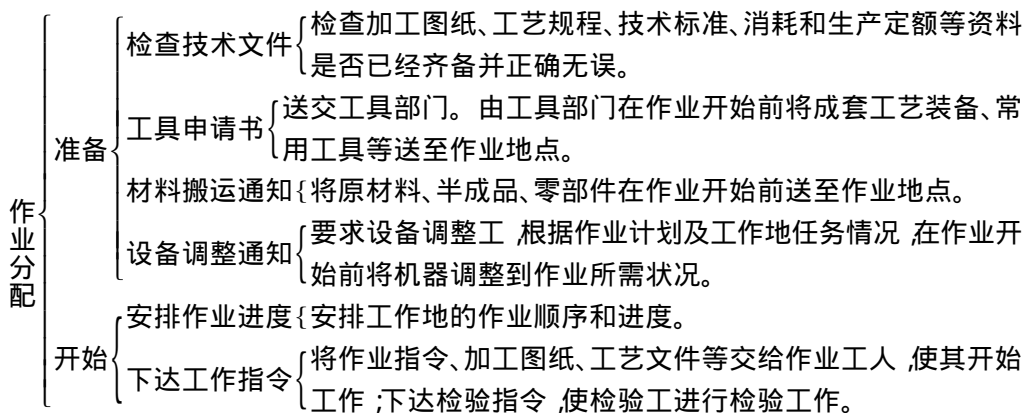 作业分配
准备
检查技术文件
检查加工图纸、工艺规程、技术标准、消耗和生产定额等资料
是否已经齐备并正确无误。
工具申请书
送交工具部门。由工具部门在作业开始前将成套工艺装备、常
用工具等送至作业地点。
材料搬运通知
将原材料、半成品、零部件在作业开始前送至作业地点。
设备调整通知
要求设备调整工,根据作业计划及工作地任务情况,在作业开
始前将机器调整到作业所需状况。
开始
安排作业进度
安排工作地的作业顺序和进度。
下达工作指令
将作业指令、加工图纸、工艺文件等交给作业工人,使其开始
工作;下达检验指令,使检验工进行检验工作。